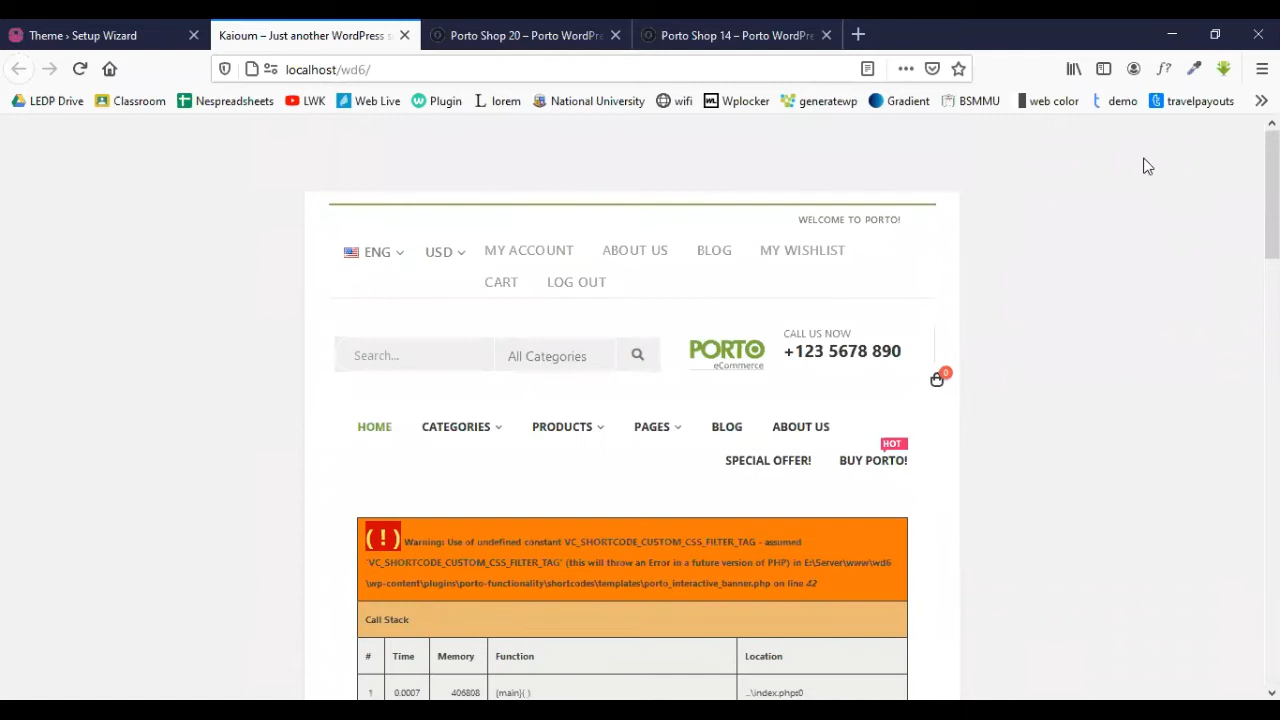 Theme › Setup Wizard
Kaioum – Just another WordPress s
Porto Shop 20 – Porto WordPre
Porto Shop 14 – Porto WordPre
localhost/wd6/
LEDP Drive
Classroom
Nespreadsheets
LWK
Web Live
Plugin
lorem
National University
wifi
Wplocker
generatewp
Gradient
BSMMU
web color
demo
travelpayouts
WELCOME TO PORTO!
ENG
USD
MY ACCOUNT
ABOUT US
BLOG
MY WISHLIST
CART
LOG OUT
Search...
All Categories
PORTO
eCommerce
CALL US NOW
+123 5678 890
0
HOME
CATEGORIES
PRODUCTS
PAGES
BLOG
ABOUT US
HOT
SPECIAL OFFER!
BUY PORTO!
( ! ) Warning: Use of undefined constant VC_SHORTCODE_CUSTOM_CSS_FILTER_TAG - assumed
'VC_SHORTCODE_CUSTOM_CSS_FILTER_TAG' (this will throw an Error in a future version of PHP) in E:\Server\www\wd6
\wp-content\plugins\porto-functionality\shortcodes\templates\porto_interactive_banner.php on line 42
Call Stack
# Time Memory Function Location
1 0.0007 406808 {main}( ) ...\index.php:0